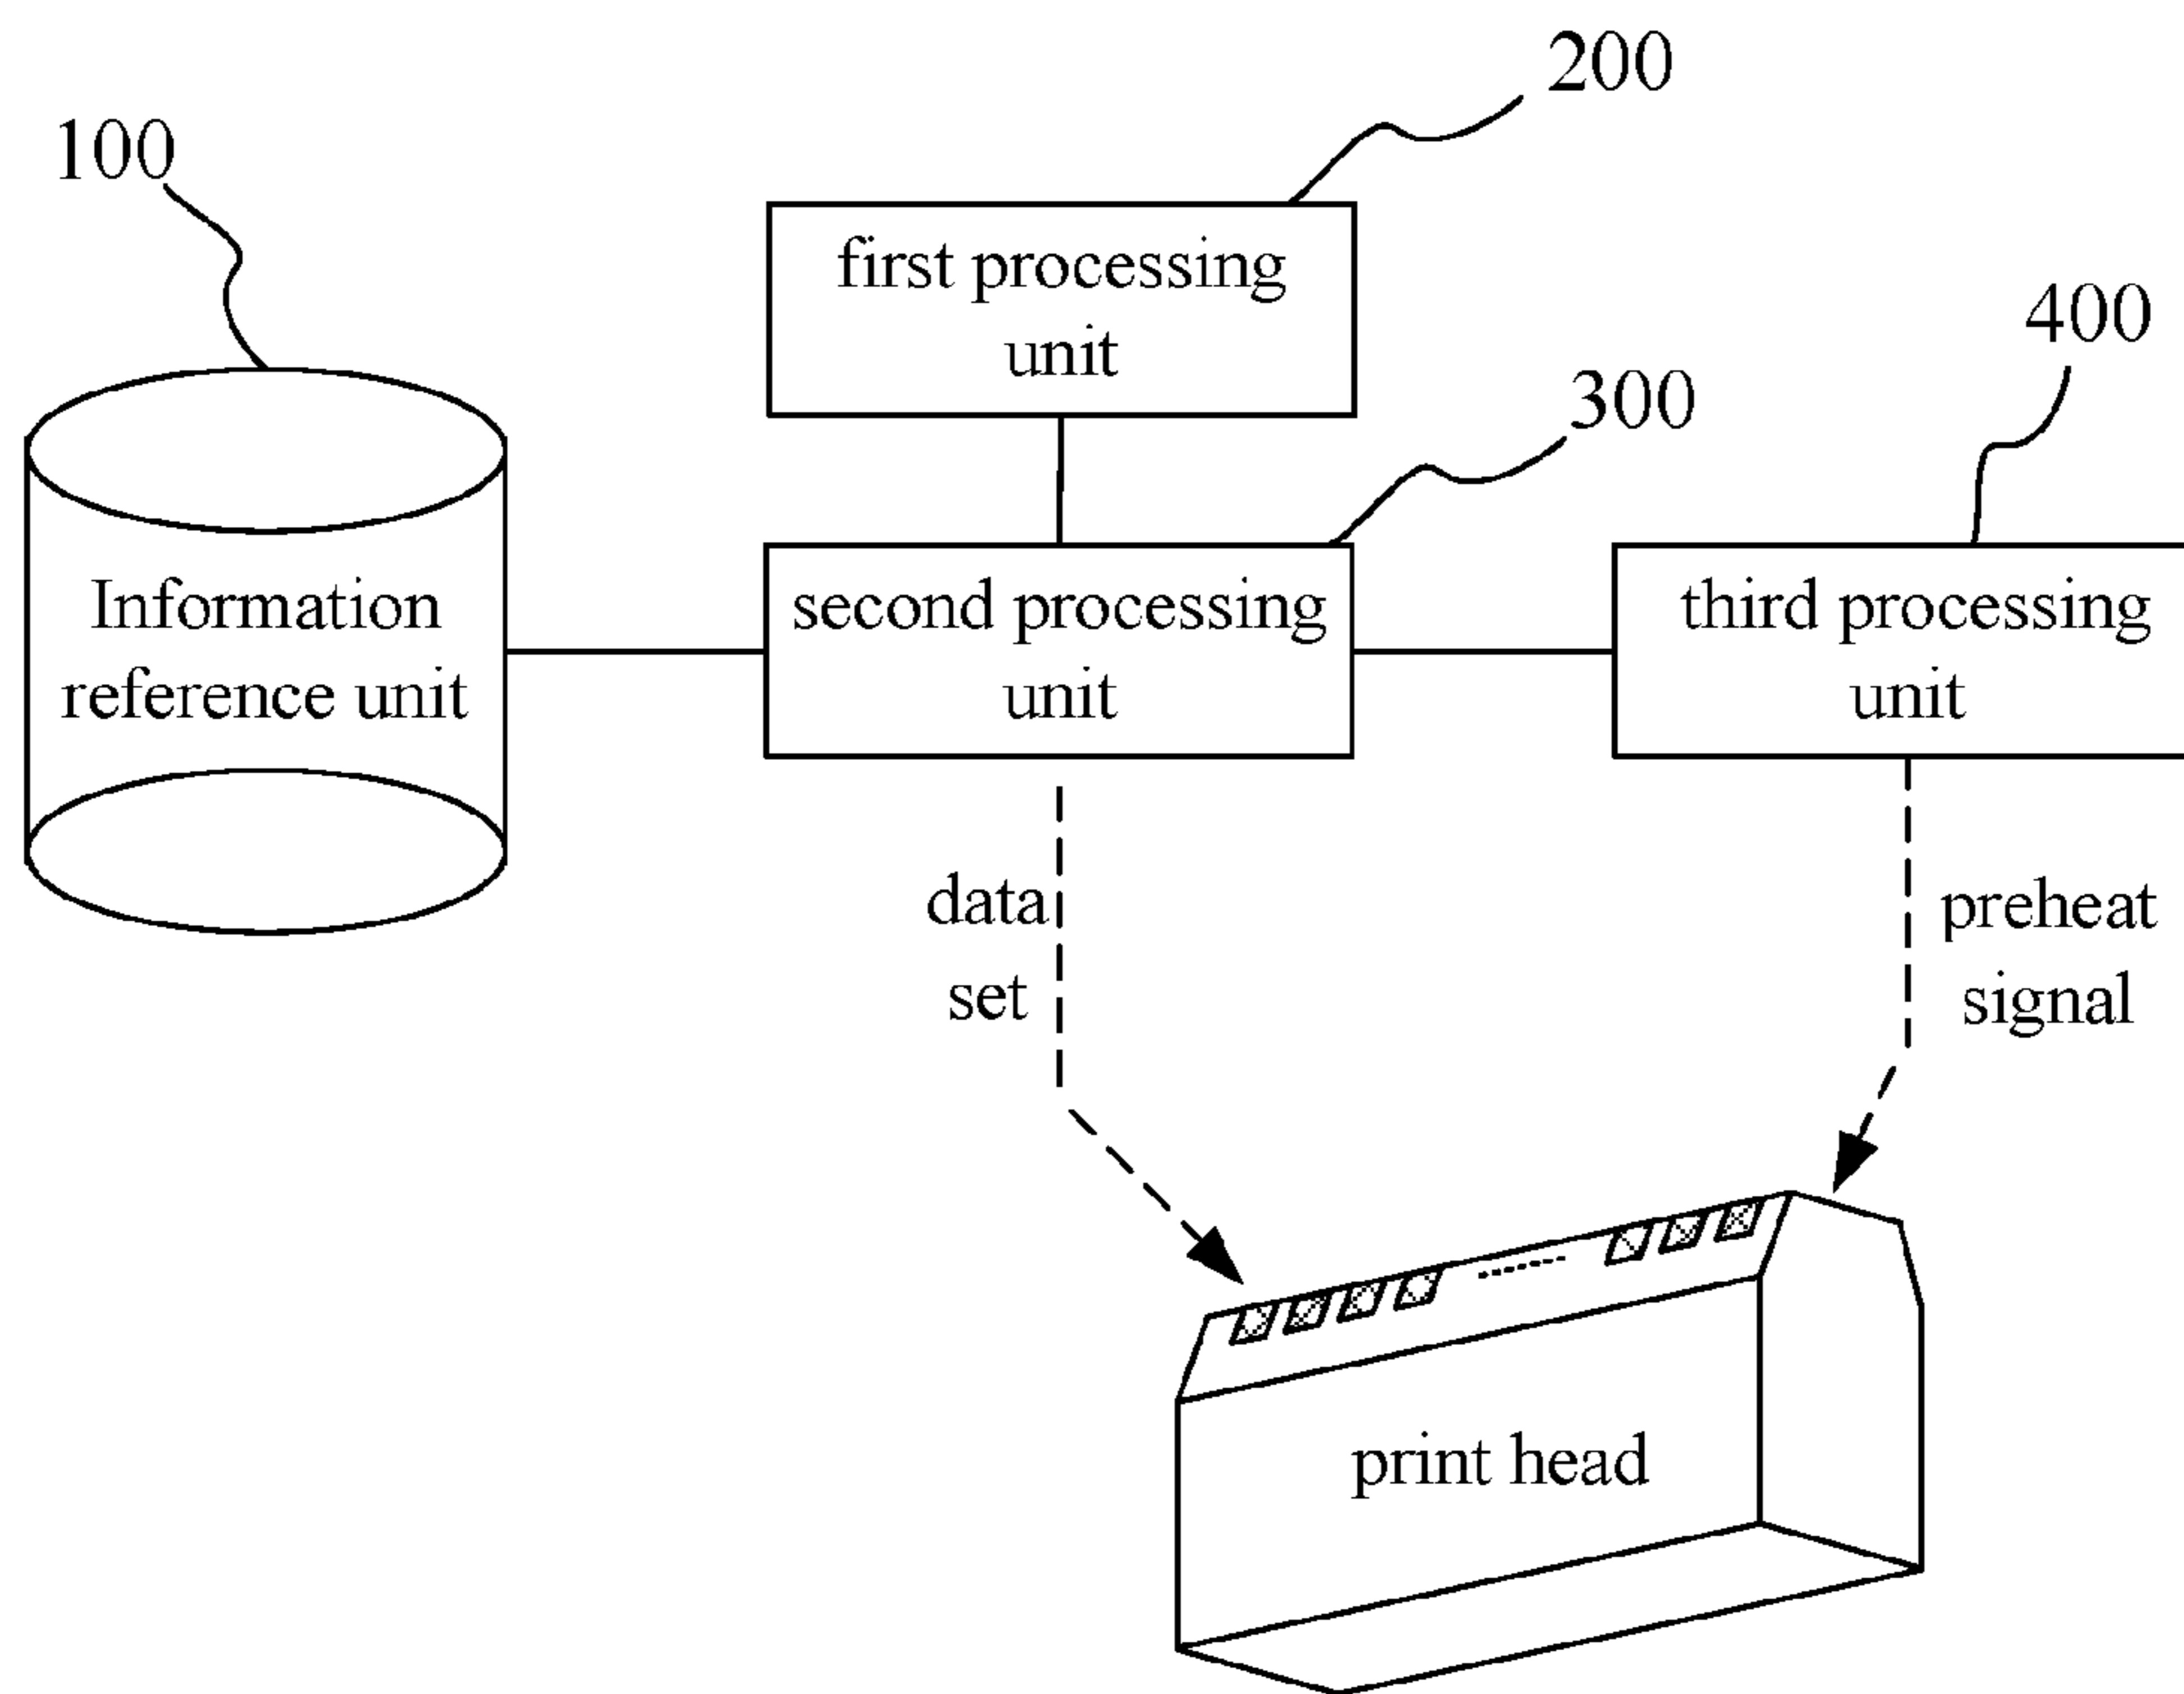 200
100
first processing
unit
400
300
Information
reference unit
second processing
unit
third processing
unit
data
set
preheat
signal
print head